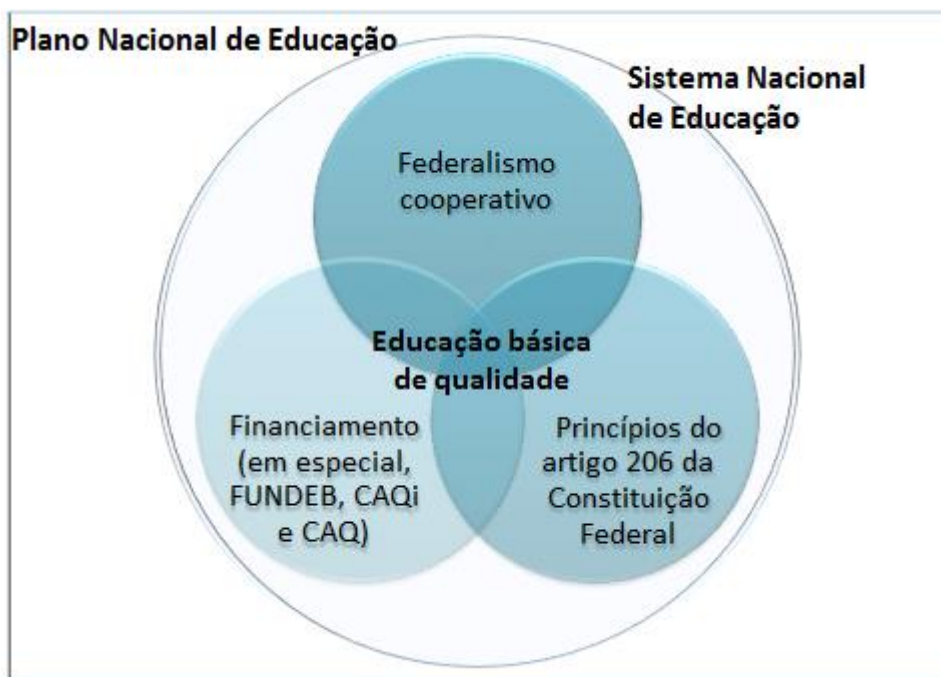 Plano Nacional de Educação
Sistema Nacional
de Educação
Federalismo
cooperativo
Educação básica
de qualidade
Financiamento
(em especial,
FUNDEB, CAQi
e CAQ)
Princípios do
artigo 206 da
Constituição
Federal